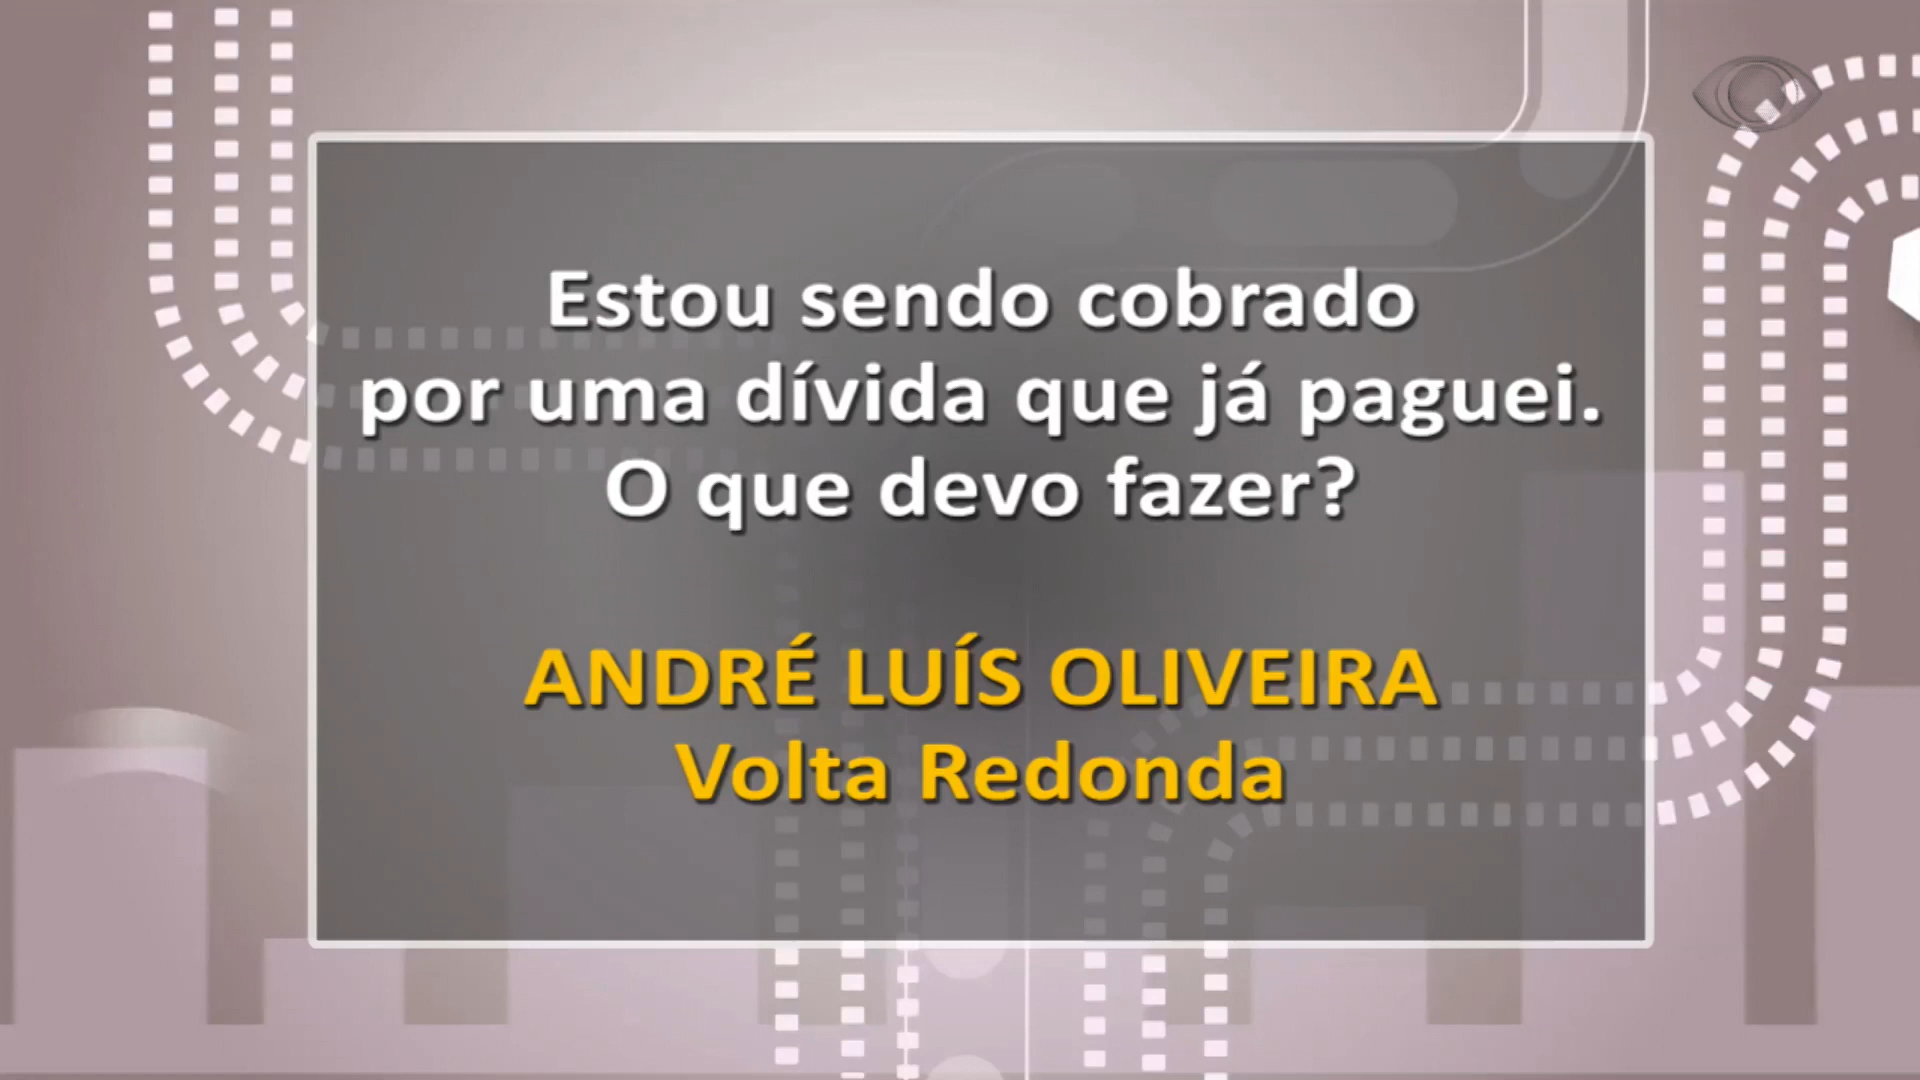 Estou sendo cobrado
por uma dívida que já paguei.
O que devo fazer?
ANDRÉ LUÍS OLIVEIRA
Volta Redonda